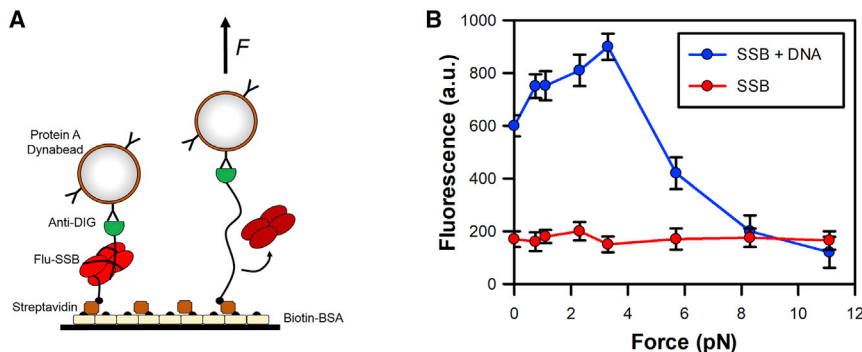 A
F
Protein A
Dynabead
Anti-DIG
Flu-SSB
Streptavidin
Biotin-BSA
B
Fluorescence (a.u.)
1000
800
600
400
200
0
SSB + DNA
SSB
0 2 4 6 8 10 12
Force (pN)